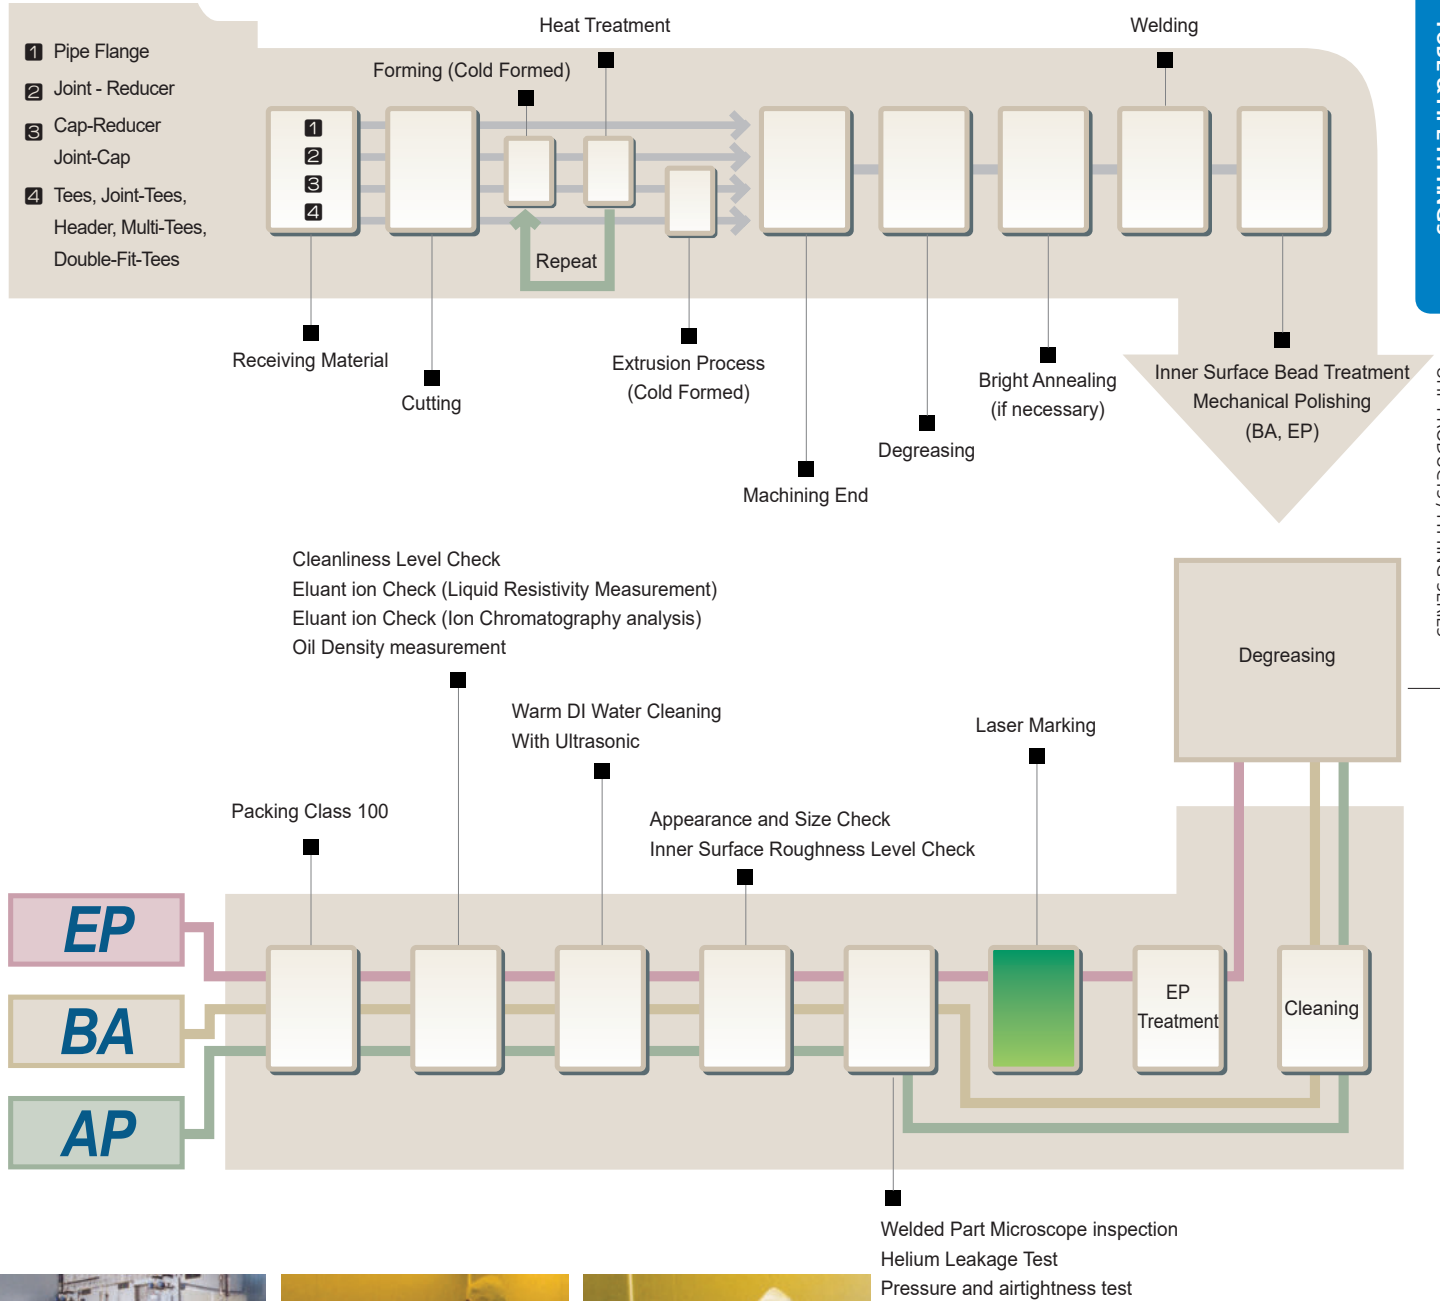 Heat Treatment
Welding
1 Pipe Flange
Forming (Cold Formed)
2 Joint - Reducer
3 Cap-Reducer
Joint-Cap
4 Tees, Joint-Tees,
Header, Multi-Tees,
Double-Fit-Tees
1
2
3
4
Repeat
Receiving Material
Cutting
Extrusion Process
(Cold Formed)
Bright Annealing
(if necessary)
Degreasing
Machining End
Inner Surface Bead Treatment
Mechanical Polishing
(BA, EP)
Cleanliness Level Check
Eluant ion Check (Liquid Resistivity Measurement)
Eluant ion Check (Ion Chromatography analysis)
Oil Density measurement
Degreasing
Warm DI Water Cleaning
With Ultrasonic
Laser Marking
Packing Class 100
Appearance and Size Check
Inner Surface Roughness Level Check
EP
BA
AP
EP
Treatment
Cleaning
Welded Part Microscope inspection
Helium Leakage Test
Pressure and airtightness test